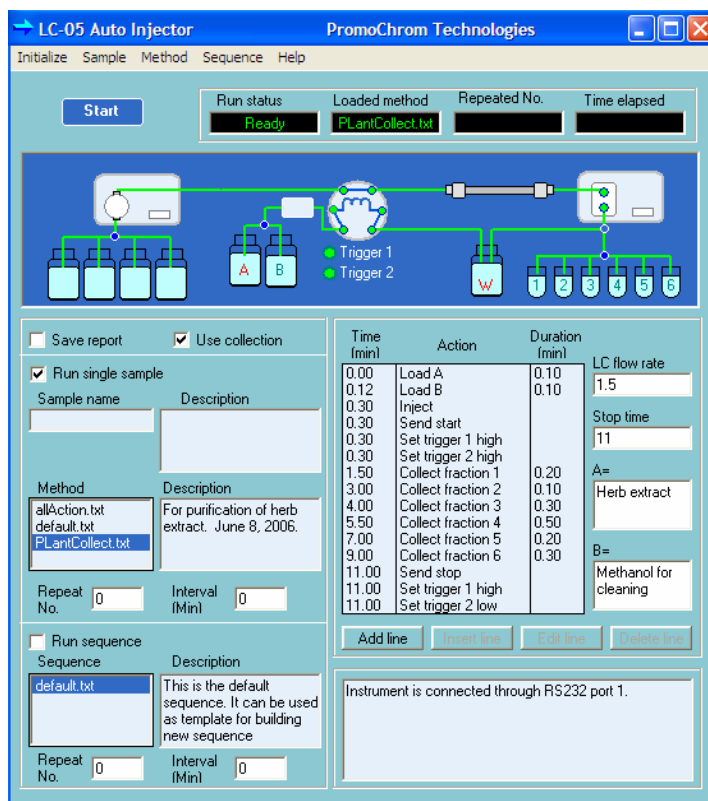 LC-05 Auto Injector PromoChrom Technologies
Initialize Sample Method Sequence Help
Start
Run status Loaded method Repeated No. Time elapsed
Ready PLantCollect.txt
Trigger 1
Trigger 2
A B W 1 2 3 4 5 6
Save report Use collection
Run single sample
Sample name Description
Method Description
allAction.txt
default.txt
PLantCollect.txt
For purification of herb
extract. June 8, 2006.
Repeat No. 0 Interval (Min) 0
Run sequence
Sequence Description
default.txt
This is the default
sequence. It can be used
as template for building
new sequence
Repeat No. 0 Interval (Min) 0
Time (min) Action Duration (min)
0.00 Load A 0.10
0.12 Load B 0.10
0.30 Inject
0.30 Send start
0.30 Set trigger 1 high
0.30 Set trigger 2 high
1.50 Collect fraction 1 0.20
3.00 Collect fraction 2 0.10
4.00 Collect fraction 3 0.30
5.50 Collect fraction 4 0.50
7.00 Collect fraction 5 0.20
9.00 Collect fraction 6 0.30
11.00 Send stop
11.00 Set trigger 1 high
11.00 Set trigger 2 low
LC flow rate
1.5
Stop time
11
A=
Herb extract
B=
Methanol for
cleaning
Add line Insert line Edit line Delete line
Instrument is connected through RS232 port 1.